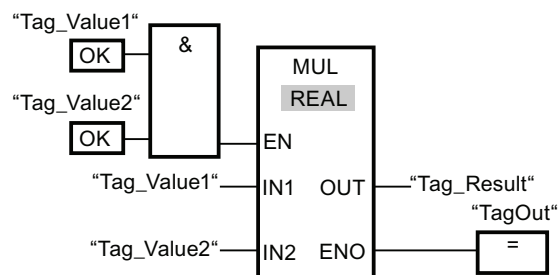 “Tag_Value1“
&
OK
MUL
REAL
“Tag_Value2“
OK
EN
“Tag_Value1“ IN1 OUT “Tag_Result“
“TagOut“
=
“Tag_Value2“ IN2 ENO